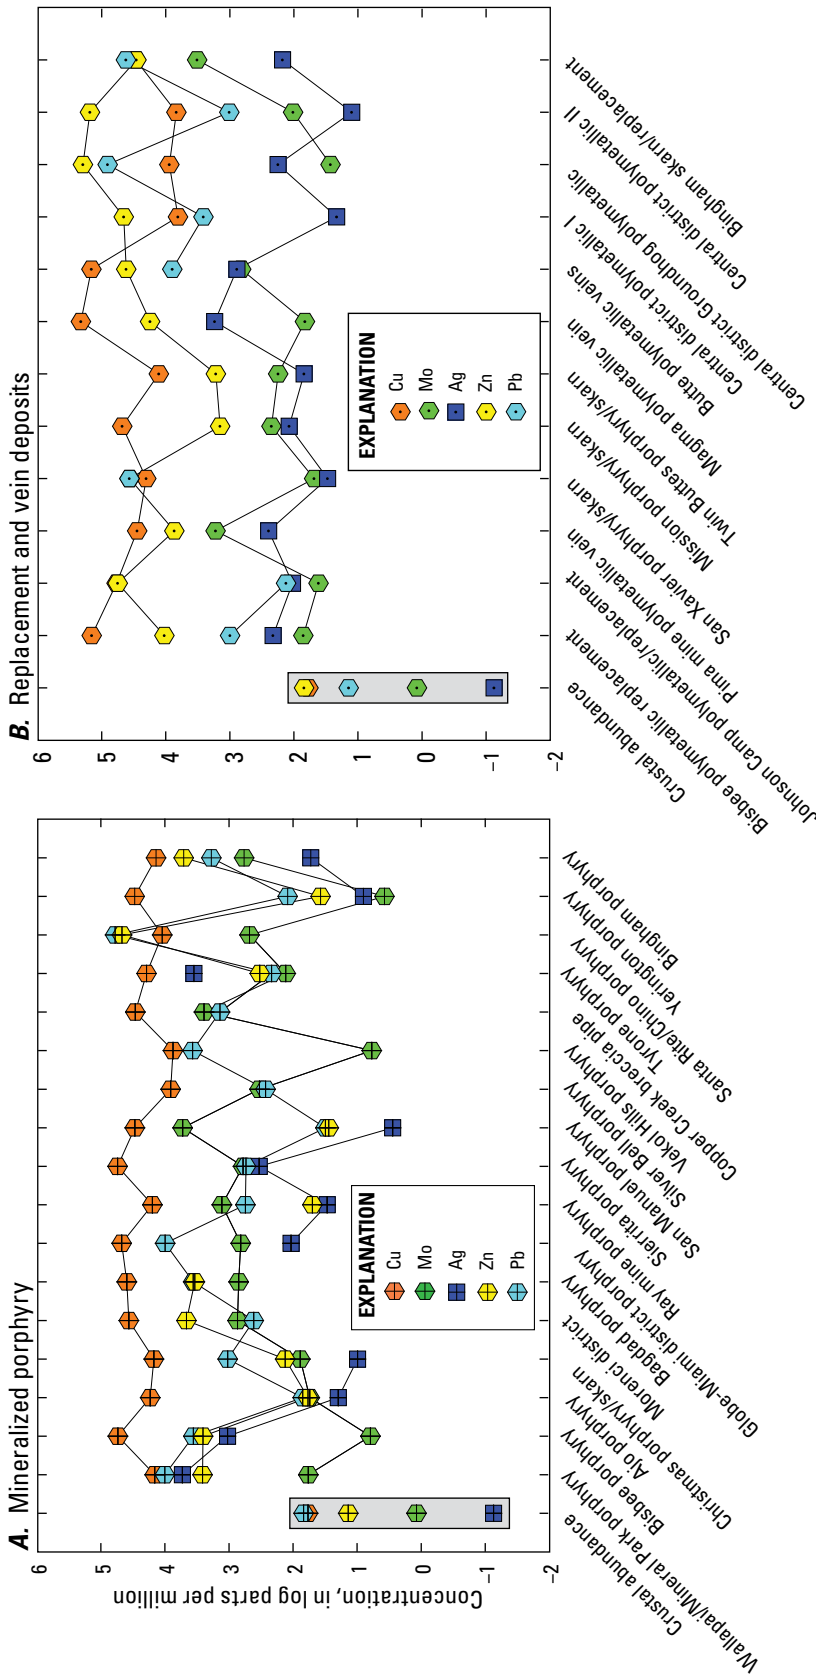 A. Mineralized porphyry
Concentration, in log parts per million
6
5
4
3
2
1
0
−1
−2
EXPLANATION
Cu
Mo
Ag
Zn
Pb
Crustal abundance
Wallapai/Mineral Park porphyry
Bisbee porphyry
Ajo porphyry
Christmas porphyry/skarn
Morenci district
Bagdad porphyry
Globe-Miami district porphyry
Ray mine porphyry
Sierrita porphyry
San Manuel porphyry
Silver Bell porphyry
Vekol Hills porphyry
Copper Creek breccia pipe
Tyrone porphyry
Santa Rite/Chino porphyry
Yerington porphyry
Bingham porphyry
B. Replacement and vein deposits
6
5
4
3
2
1
0
−1
−2
EXPLANATION
Cu
Mo
Ag
Zn
Pb
Crustal abundance
Bisbee polymetallic replacement
Johnson Camp polymetallic/replacement
Pima mine polymetallic vein
San Xavier porphyry/skarn
Mission porphyry/skarn
Twin Buttes porphyry/skarn
Magma polymetallic vein
Butte polymetallic veins
Central district polymetallic I
Central district Groundhog polymetallic
Central district polymetallic II
Bingham skarn/replacement